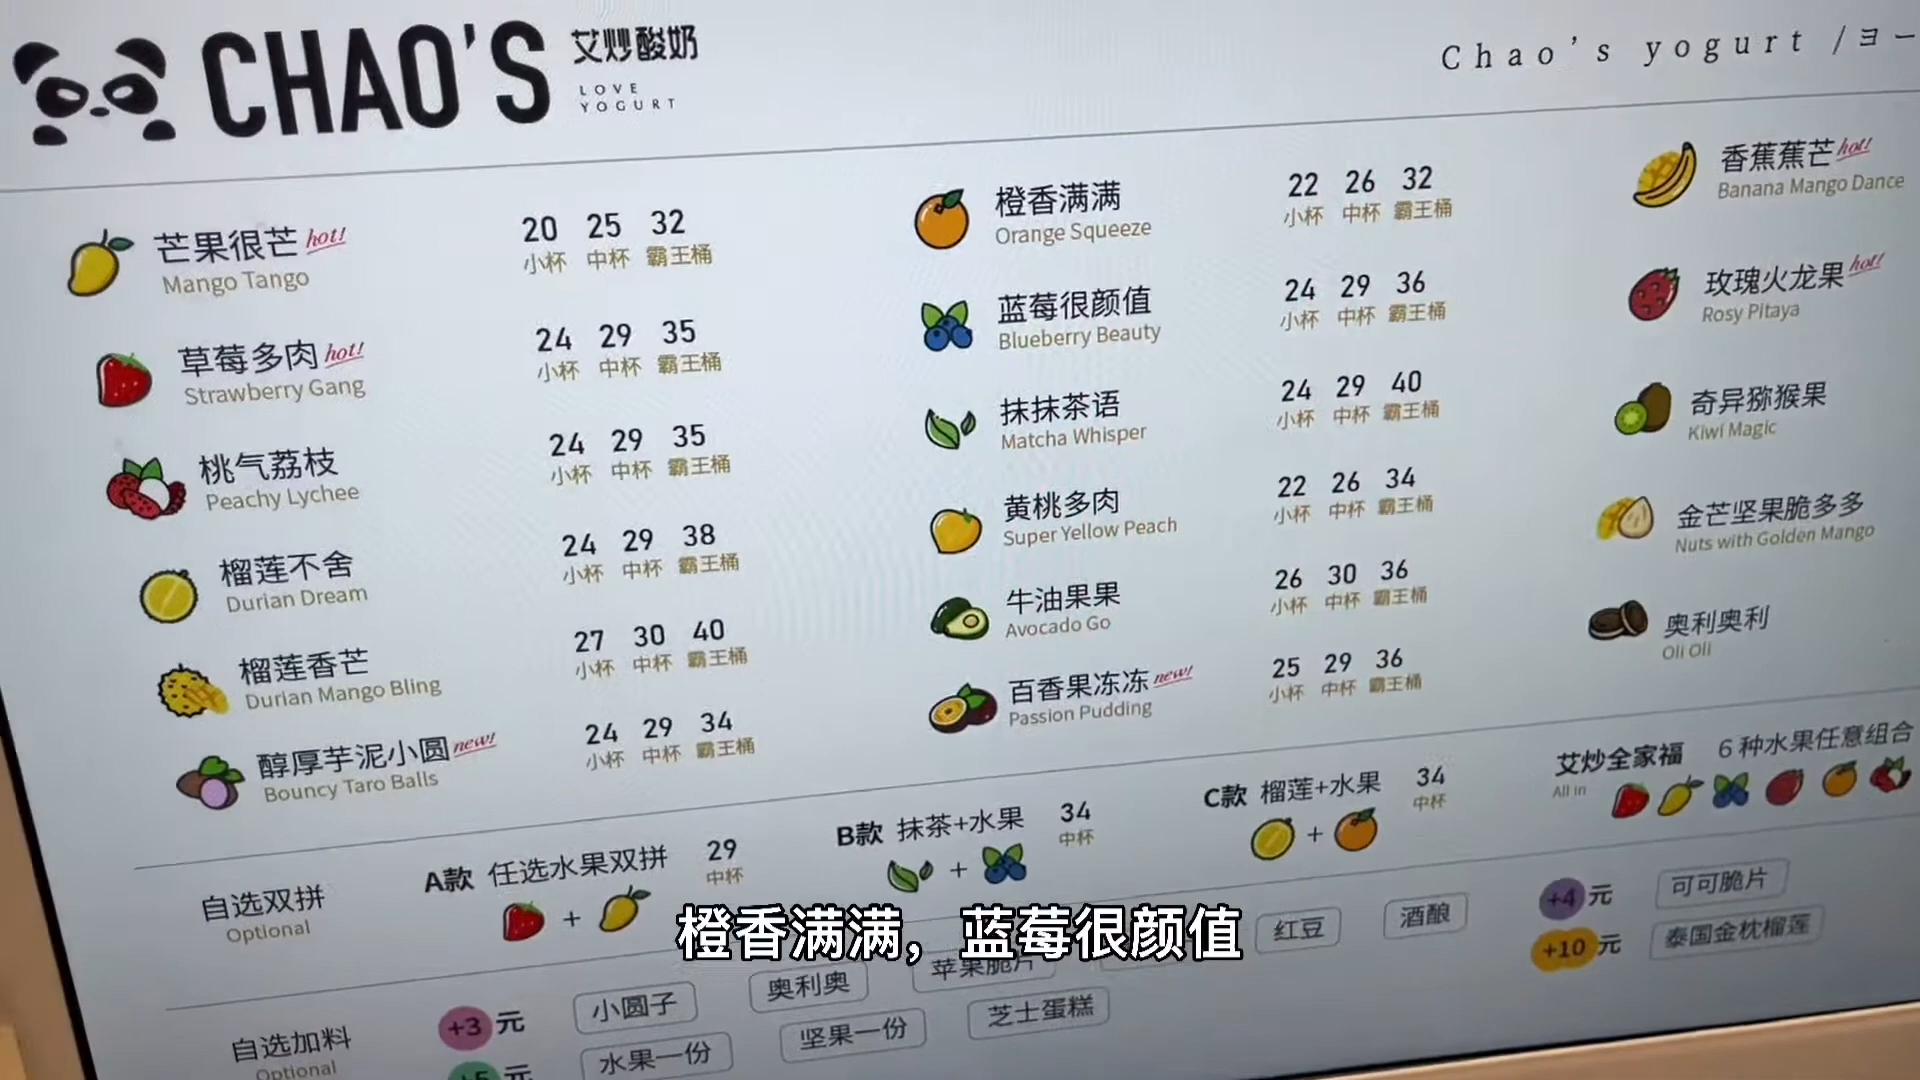 CHAO'S
艾炒酸奶
LOVE
YOGURT
Chao's yogurt /ヨー
芒果很芒 hot!
Mango Tango
20 25 32
小杯 中杯 霸王桶
草莓多肉 hot!
Strawberry Gang
24 29 35
小杯 中杯 霸王桶
桃气荔枝
Peachy Lychee
24 29 35
小杯 中杯 霸王桶
榴莲不舍
Durian Dream
24 29 38
小杯 中杯 霸王桶
榴莲香芒
Durian Mango Bling
27 30 40
小杯 中杯 霸王桶
醇厚芋泥小圆 new!
Bouncy Taro Balls
24 29 34
小杯 中杯 霸王桶
橙香满满
Orange Squeeze
22 26 32
小杯 中杯 霸王桶
蓝莓很颜值
Blueberry Beauty
24 29 36
小杯 中杯 霸王桶
抹抹茶语
Matcha Whisper
24 29 40
小杯 中杯 霸王桶
黄桃多肉
Super Yellow Peach
22 26 34
小杯 中杯 霸王桶
牛油果果
Avocado Go
26 30 36
小杯 中杯 霸王桶
百香果冻冻 new!
Passion Pudding
25 29 36
小杯 中杯 霸王桶
香蕉蕉芒 hot!
Banana Mango Dance
玫瑰火龙果 hot!
Rosy Pitaya
奇异猕猴果
Kiwi Magic
金芒坚果脆多多
Nuts with Golden Mango
奥利奥利
Oli Oli
自选双拼
Optional
A款 任选水果双拼 29
中杯
+
B款 抹茶+水果 34
中杯
+
C款 榴莲+水果 34
中杯
+
艾炒全家福 6种水果任意组合
All in
自选加料
Optional
+3元 小圆子 奥利奥 苹果脆片 红豆 酒酿
+5元 水果一份 坚果一份 芝士蛋糕
+4元 可可脆片
+10元 泰国金枕榴莲
橙香满满，蓝莓很颜值